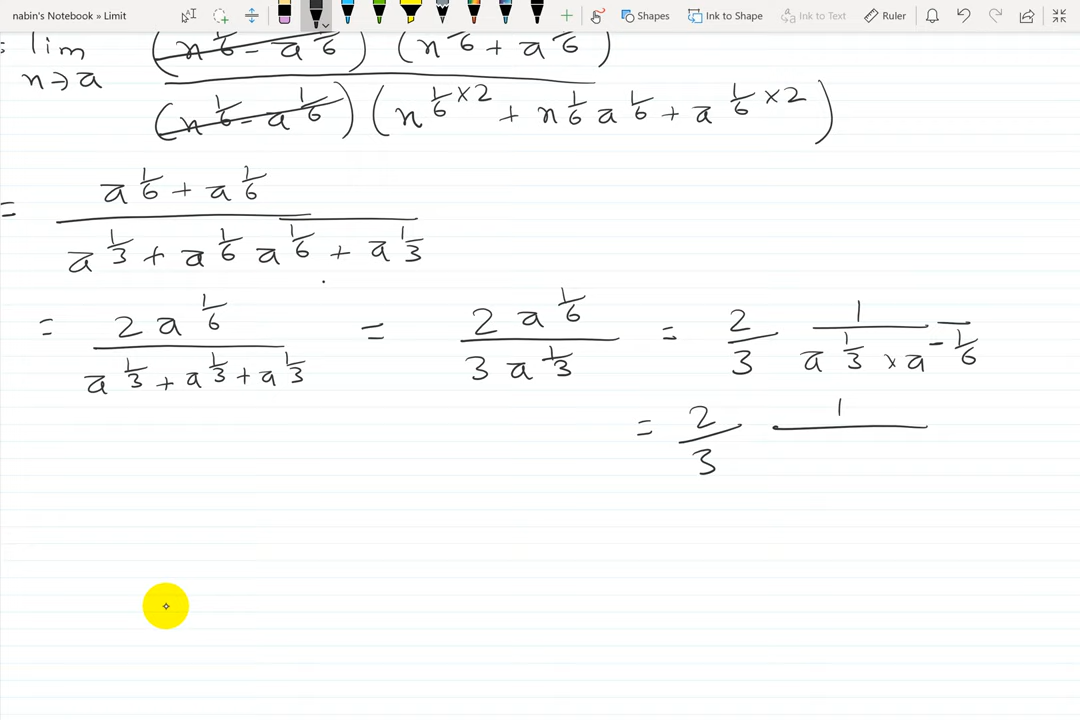 nabin's Notebook » Limit
Shapes
Ink to Shape
Ink to Text
Ruler
= lim n→a (n^1/6 - a^1/6) (n^1/6 + a^1/6) / (n^1/6 - a^1/6) (n^1/6×2 + n^1/6 a^1/6 + a^1/6×2)
= a^1/6 + a^1/6 / a^1/3 + a^1/6 a^1/6 + a^1/3
= 2 a^1/6 / a^1/3 + a^1/3 + a^1/3 = 2 a^1/6 / 3 a^1/3 = 2/3 1 / a^1/3 × a^-1/6
= 2/3 1/